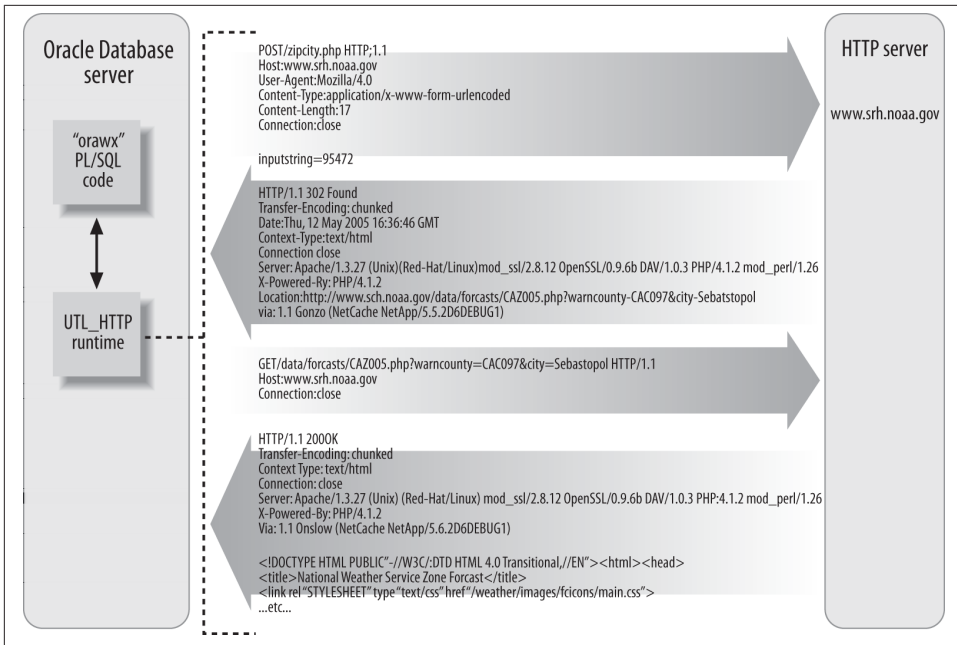 Oracle Database
server
"orawx"
PL/SQL
code
UTL_HTTP
runtime
POST/zipcity.php HTTP;1.1
Host:www.srh.noaa.gov
User-Agent:Mozilla/4.0
Content-Type:application/x-www-form-urlencoded
Content-Length:17
Connection:close
inputstring=95472
HTTP/1.1 302 Found
Transfer-Encoding: chunked
Date:Thu, 12 May 2005 16:36:46 GMT
Context-Type:text/html
Connection close
Server: Apache/1.3.27 (Unix)(Red-Hat/Linux)mod_ssl/2.8.12 OpenSSL/0.9.6b DAV/1.0.3 PHP/4.1.2 mod_perl/1.26
X-Powered-Ry: PHP/4.1.2
Location:http://www.sch.noaa.gov/data/forcasts/CAZ005.php?warncounty-CAC097&city-Sebatstopol
via: 1.1 Gonzo (NetCache NetApp/5.5.2D6DEBUG1)
GET/data/forcasts/CAZ005.php?warncounty=CAC097&city=Sebastopol HTTP/1.1
Host:www.srh.noaa.gov
Connection:close
HTTP/1.1 200OK
Transfer-Encoding: chunked
Context Type: text/html
Connection: close
Server: Apache/1.3.27 (Unix) (Red-Hat/Linux) mod_ssl/2.8.12 OpenSSL/0.9.6b DAV/1.0.3 PHP:4.1.2 mod_perl/1.26
X-Powered-By: PHP/4.1.2
Via: 1.1 Onslow (NetCache NetApp/5.6.2D6DEBUG1)
<!DOCTYPE HTML PUBLIC"-//W3C/:DTD HTML 4.0 Transitional,//EN"><html><head>
<title>National Weather Service Zone Forcast</title>
<link rel"STYLESHEET" type"text/css" href"/weather/images/fcicons/main.css">
...etc...
HTTP server
www.srh.noaa.gov